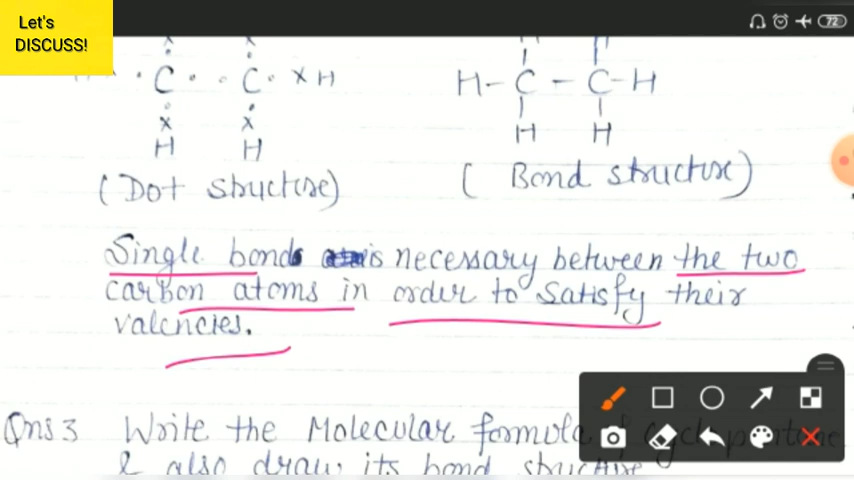 Let's
DISCUSS!
72
· C · · C · x H
H – C – C – H
x x
H H
H H
(Dot structure)
( Bond structure)
Single bond is necessary between the two
carbon atoms in order to satisfy their
valencies.
Qns 3 Write the Molecular formula
& also draw its bond structure